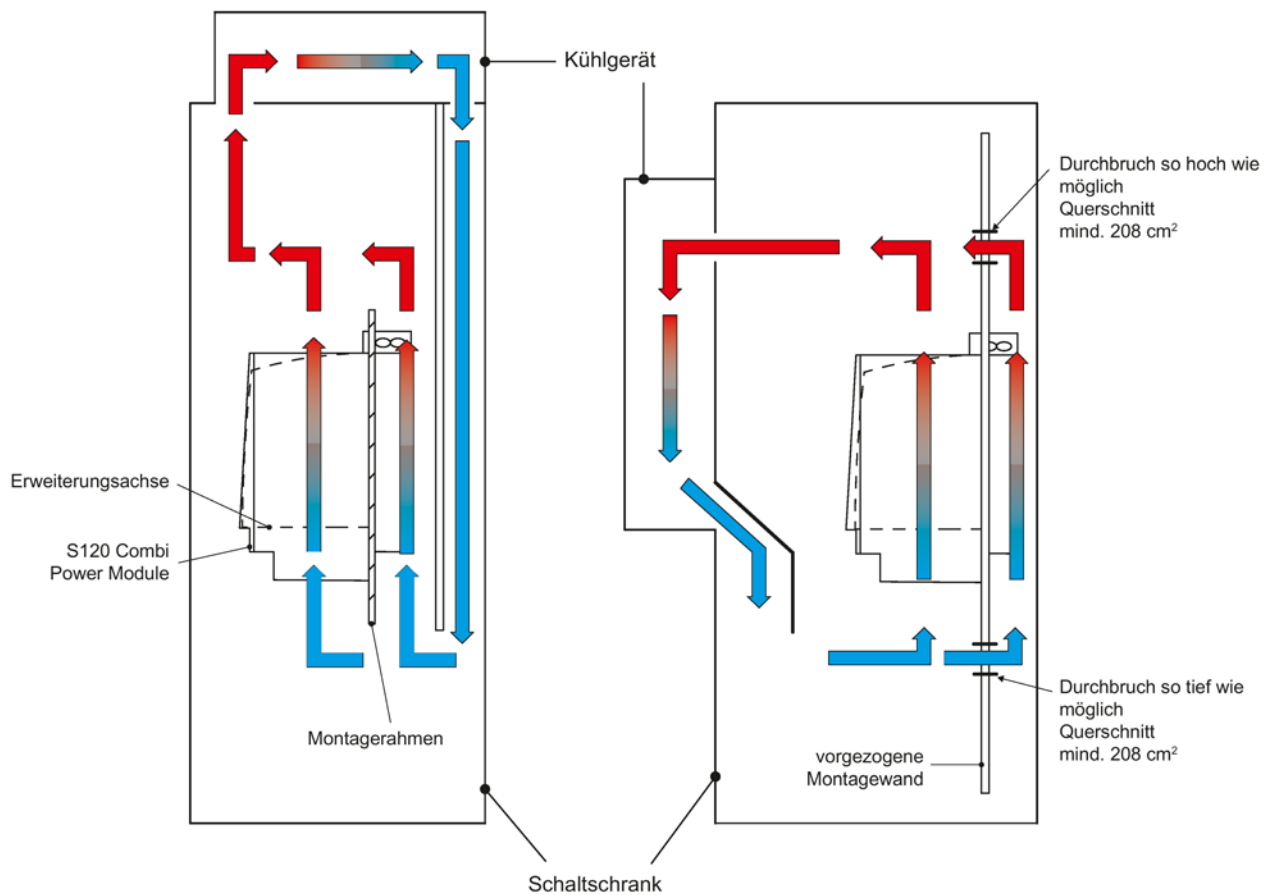 Kühlgerät
Durchbruch so hoch wie
möglich
Querschnitt
mind. 208 cm²
Erweiterungsachse
S120 Combi
Power Module
Montagerahmen
Durchbruch so tief wie
möglich
Querschnitt
mind. 208 cm²
vorgezogene
Montagewand
Schaltschrank